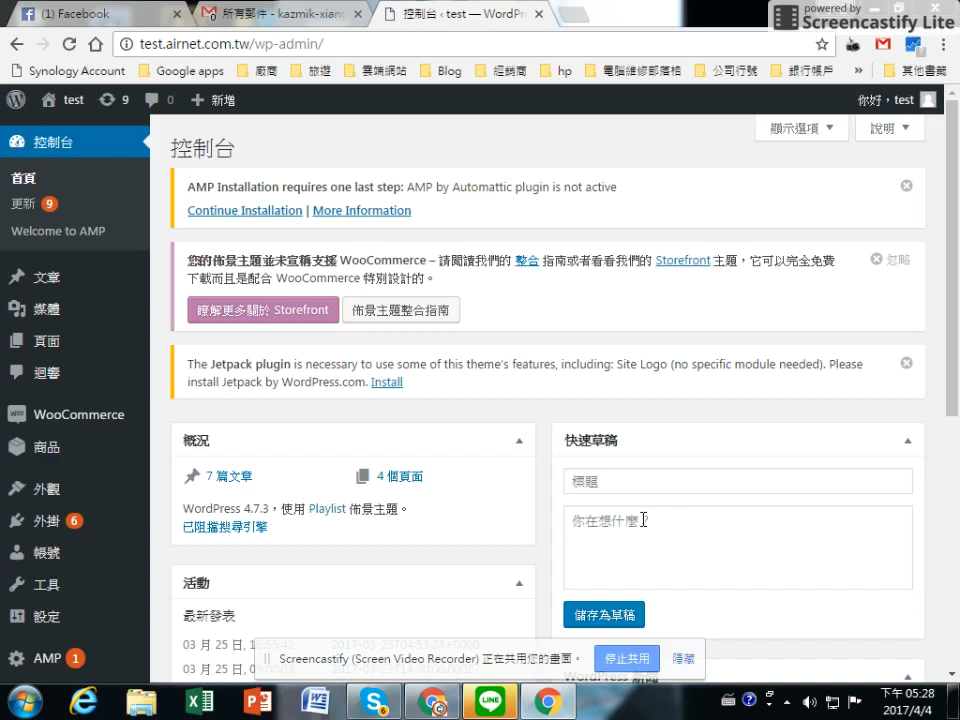 (1) Facebook
所有郵件 - kazmik-xiang
控制台 ‹ test — WordPr
powered by
Screencastify Lite
test.airnet.com.tw/wp-admin/
Synology Account
Google apps
廠商
旅遊
雲端網站
Blog
經銷商
hp
電腦維修部落格
公司行號
銀行帳戶
»
其他書籤
test
9
0
新增
你好，test
控制台
首頁
更新 9
Welcome to AMP
文章
媒體
頁面
迴響
WooCommerce
商品
外觀
外掛 6
帳號
工具
設定
AMP 1
顯示選項
說明
控制台
AMP Installation requires one last step: AMP by Automattic plugin is not active
Continue Installation | More Information
您的佈景主題並未宣稱支援 WooCommerce – 請閱讀我們的 整合 指南或者看看我們的 Storefront 主題，它可以完全免費
下載而且是配合 WooCommerce 特別設計的。
忽略
瞭解更多關於 Storefront
佈景主題整合指南
The Jetpack plugin is necessary to use some of this theme's features, including: Site Logo (no specific module needed). Please
install Jetpack by WordPress.com. Install
概況
7 篇文章
4 個頁面
WordPress 4.7.3，使用 Playlist 佈景主題。
已阻擋搜尋引擎
活動
最新發表
03 月 25 日,
03 月 25 日,
快速草稿
標題
你在想什麼?
儲存為草稿
Screencastify (Screen Video Recorder) 正在共用您的畫面。
停止共用
隱藏
WordPress 新聞
下午 05:28
2017/4/4